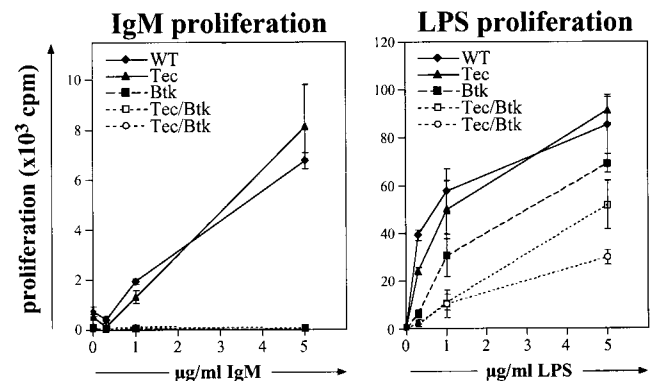 IgM proliferation
LPS proliferation
proliferation (x10³ cpm)
10
8
6
4
2
0
WT
Tec
Btk
Tec/Btk
Tec/Btk
0 1 2 3 4 5
µg/ml IgM
120
100
80
60
40
20
0
WT
Tec
Btk
Tec/Btk
Tec/Btk
0 1 2 3 4 5
µg/ml LPS